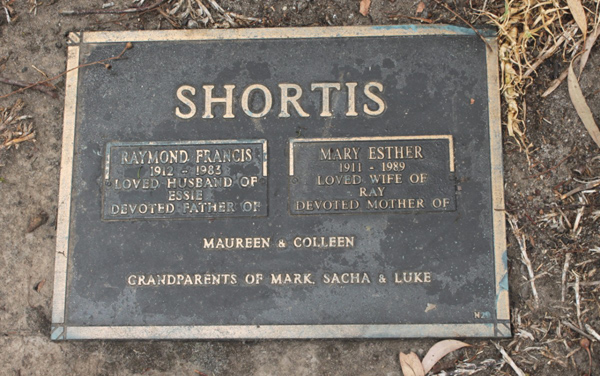 SHORTIS
RAYMOND FRANCIS
1912 - 1983
LOVED HUSBAND OF
ESSIE
DEVOTED FATHER OF
MARY ESTHER
1911 - 1989
LOVED WIFE OF
RAY
DEVOTED MOTHER OF
MAUREEN & COLLEEN
GRANDPARENTS OF MARK, SACHA & LUKE